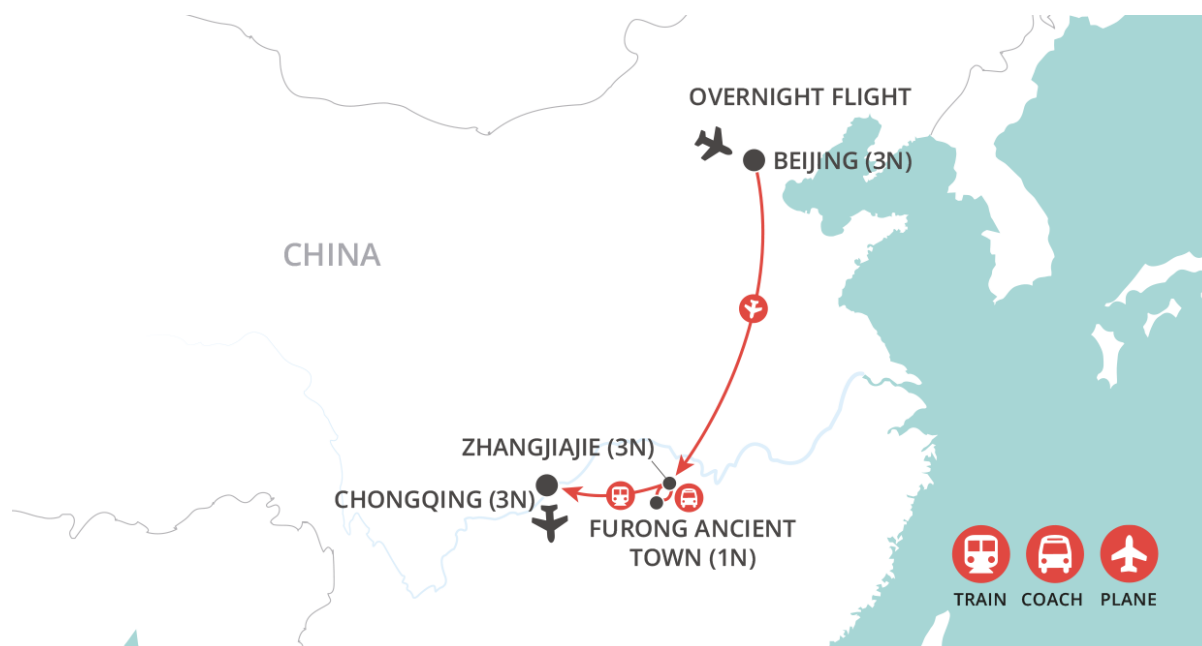 OVERNIGHT FLIGHT
BEIJING (3N)
CHINA
ZHANGJIAJIE (3N)
CHONGQING (3N)
FURONG ANCIENT
TOWN (1N)
TRAIN COACH PLANE